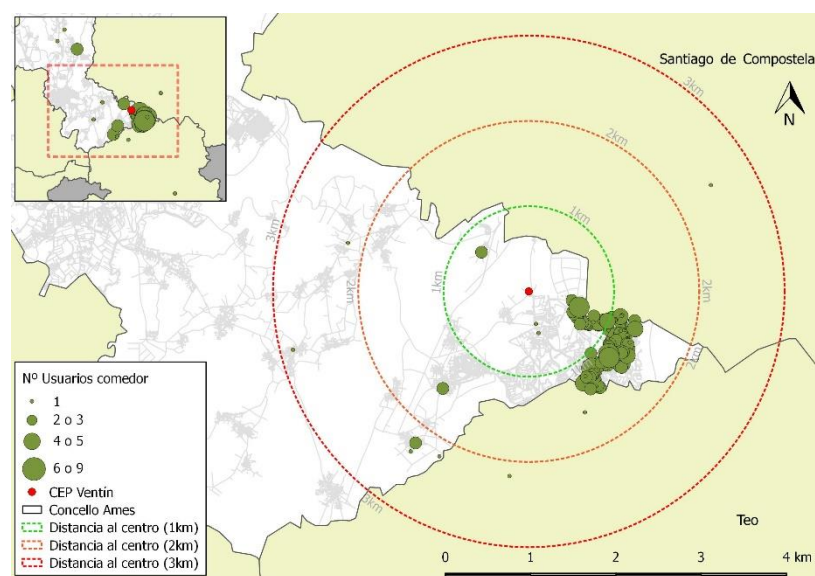 Santiago de Compostela
N
3km
2km
1km
3km
2km
1km
2km
2km
3km
Teo
Nº Usuarios comedor
1
2 o 3
4 o 5
6 o 9
CEP Ventín
Concello Ames
Distancia al centro (1km)
Distancia al centro (2km)
Distancia al centro (3km)
0 1 2 3 4 km